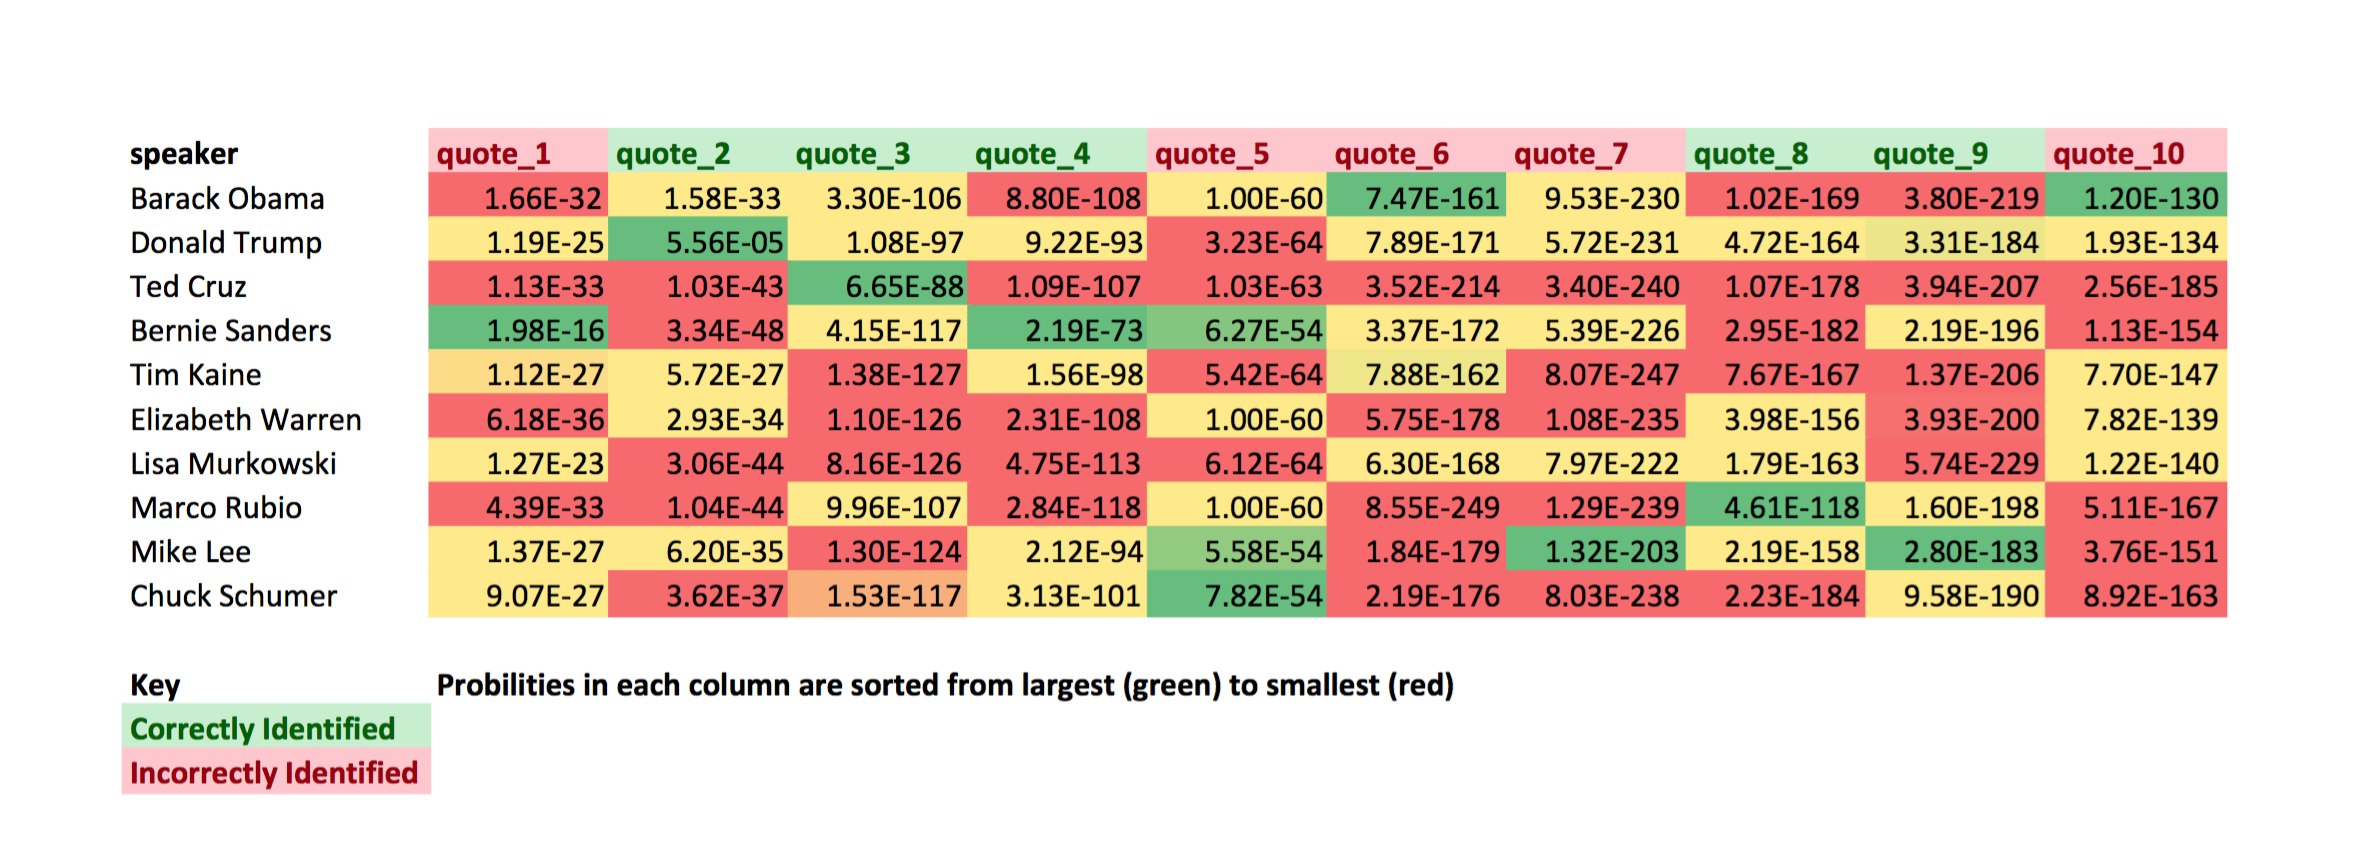 speaker quote_1 quote_2 quote_3 quote_4 quote_5 quote_6 quote_7 quote_8 quote_9 quote_10
Barack Obama 1.66E-32 1.58E-33 3.30E-106 8.80E-108 1.00E-60 7.47E-161 9.53E-230 1.02E-169 3.80E-219 1.20E-130
Donald Trump 1.19E-25 5.56E-05 1.08E-97 9.22E-93 3.23E-64 7.89E-171 5.72E-231 4.72E-164 3.31E-184 1.93E-134
Ted Cruz 1.13E-33 1.03E-43 6.65E-88 1.09E-107 1.03E-63 3.52E-214 3.40E-240 1.07E-178 3.94E-207 2.56E-185
Bernie Sanders 1.98E-16 3.34E-48 4.15E-117 2.19E-73 6.27E-54 3.37E-172 5.39E-226 2.95E-182 2.19E-196 1.13E-154
Tim Kaine 1.12E-27 5.72E-27 1.38E-127 1.56E-98 5.42E-64 7.88E-162 8.07E-247 7.67E-167 1.37E-206 7.70E-147
Elizabeth Warren 6.18E-36 2.93E-34 1.10E-126 2.31E-108 1.00E-60 5.75E-178 1.08E-235 3.98E-156 3.93E-200 7.82E-139
Lisa Murkowski 1.27E-23 3.06E-44 8.16E-126 4.75E-113 6.12E-64 6.30E-168 7.97E-222 1.79E-163 5.74E-229 1.22E-140
Marco Rubio 4.39E-33 1.04E-44 9.96E-107 2.84E-118 1.00E-60 8.55E-249 1.29E-239 4.61E-118 1.60E-198 5.11E-167
Mike Lee 1.37E-27 6.20E-35 1.30E-124 2.12E-94 5.58E-54 1.84E-179 1.32E-203 2.19E-158 2.80E-183 3.76E-151
Chuck Schumer 9.07E-27 3.62E-37 1.53E-117 3.13E-101 7.82E-54 2.19E-176 8.03E-238 2.23E-184 9.58E-190 8.92E-163
Key Probilities in each column are sorted from largest (green) to smallest (red)
Correctly Identified
Incorrectly Identified